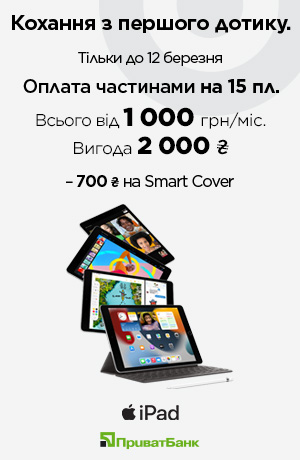 Кохання з першого дотику.
Тільки до 12 березня
Оплата частинами на 15 пл.
Всього від 1 000 грн/міс.
Вигода 2 000 ₴
– 700 ₴ на Smart Cover
iPad
ПриватБанк